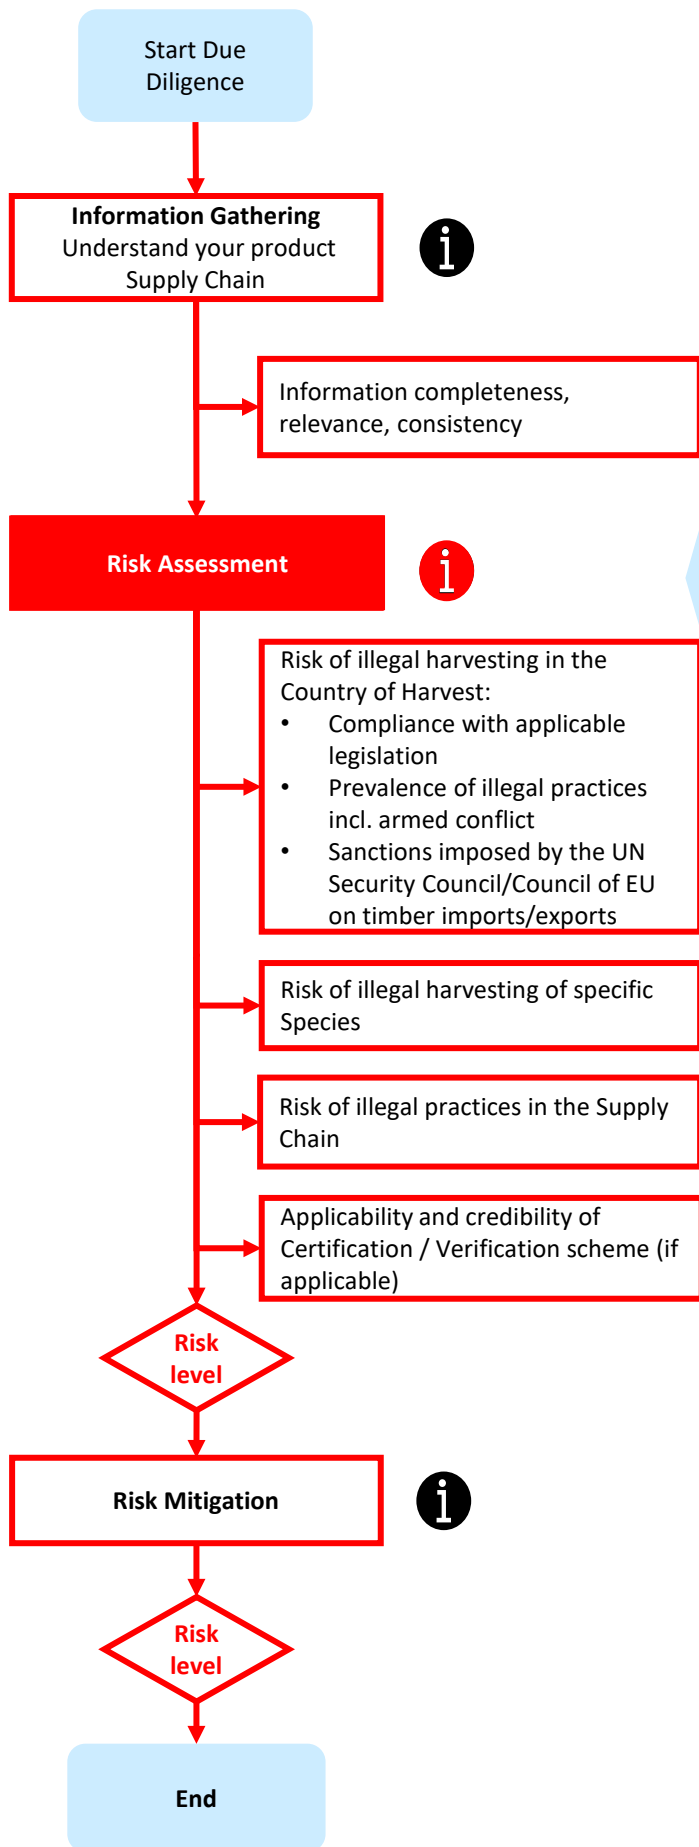 Start Due
Diligence
Information Gathering
Understand your product
Supply Chain
i
Information completeness,
relevance, consistency
Risk Assessment
i
Risk of illegal harvesting in the
Country of Harvest:
• Compliance with applicable
legislation
• Prevalence of illegal practices
incl. armed conflict
• Sanctions imposed by the UN
Security Council/Council of EU
on timber imports/exports
Risk of illegal harvesting of specific
Species
Risk of illegal practices in the Supply
Chain
Applicability and credibility of
Certification / Verification scheme (if
applicable)
Risk
level
Risk Mitigation
i
Risk
level
End